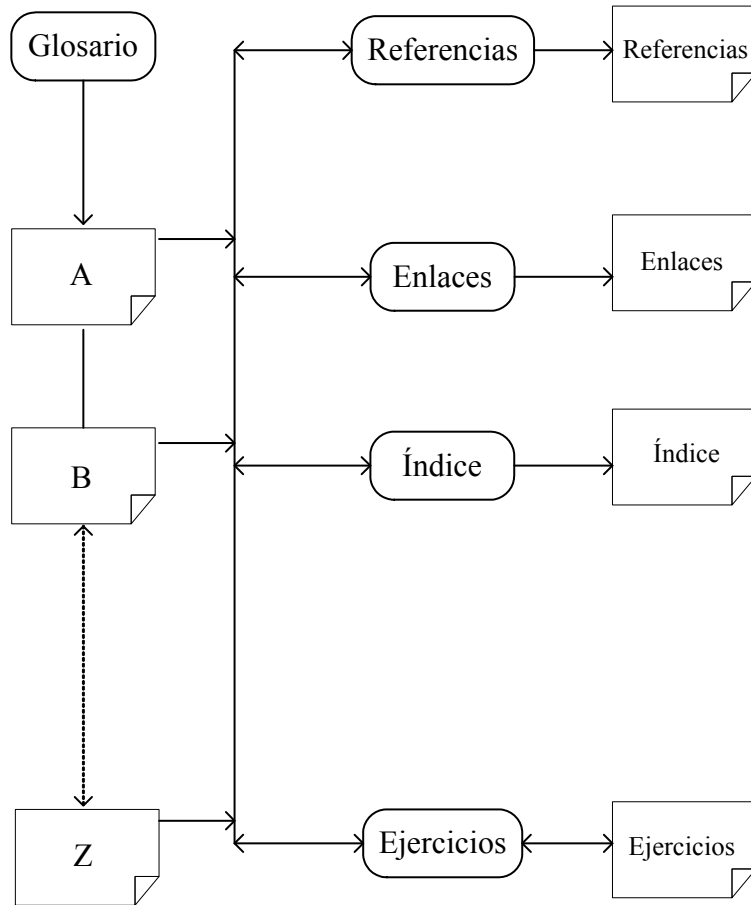 Glosario
Referencias
Referencias
A
Enlaces
Enlaces
B
Índice
Índice
Z
Ejercicios
Ejercicios